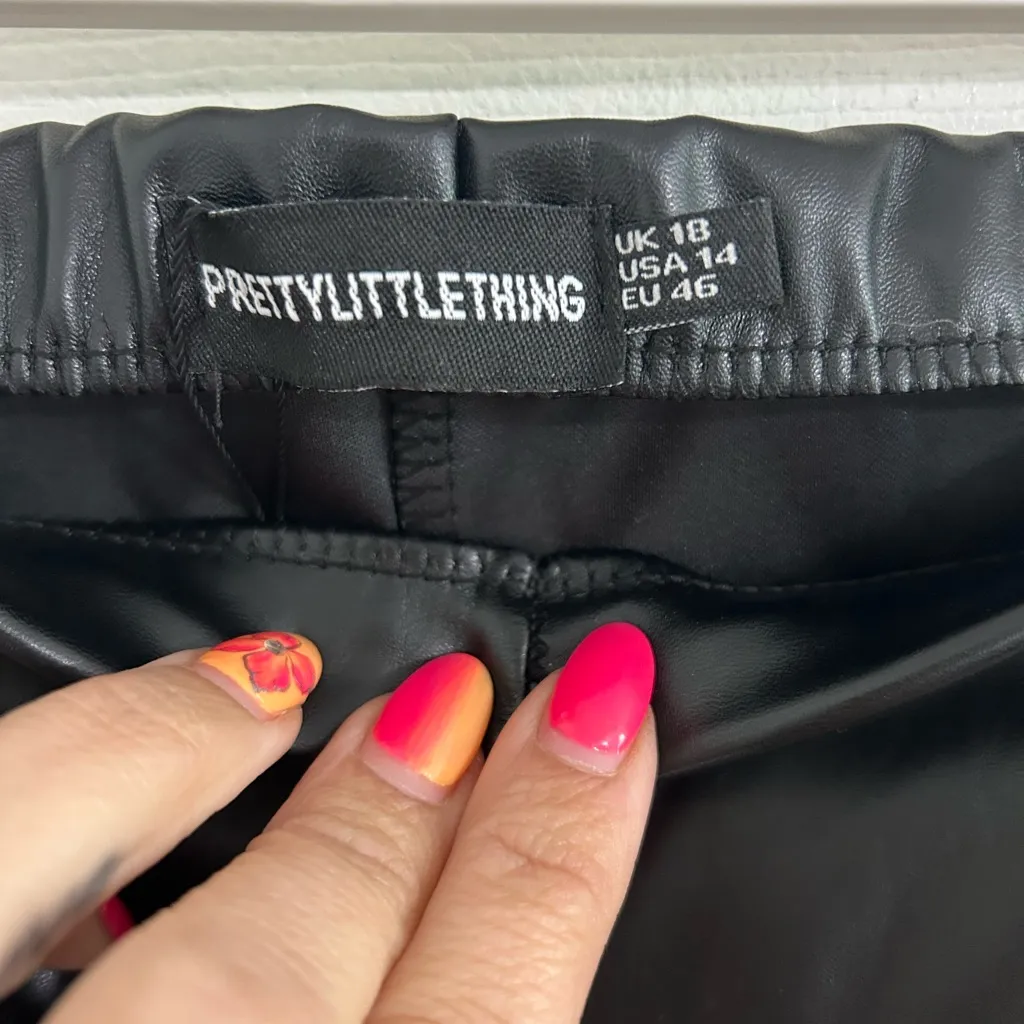 PRETTYLITTLETHING
UK 18
USA 14
EU 46